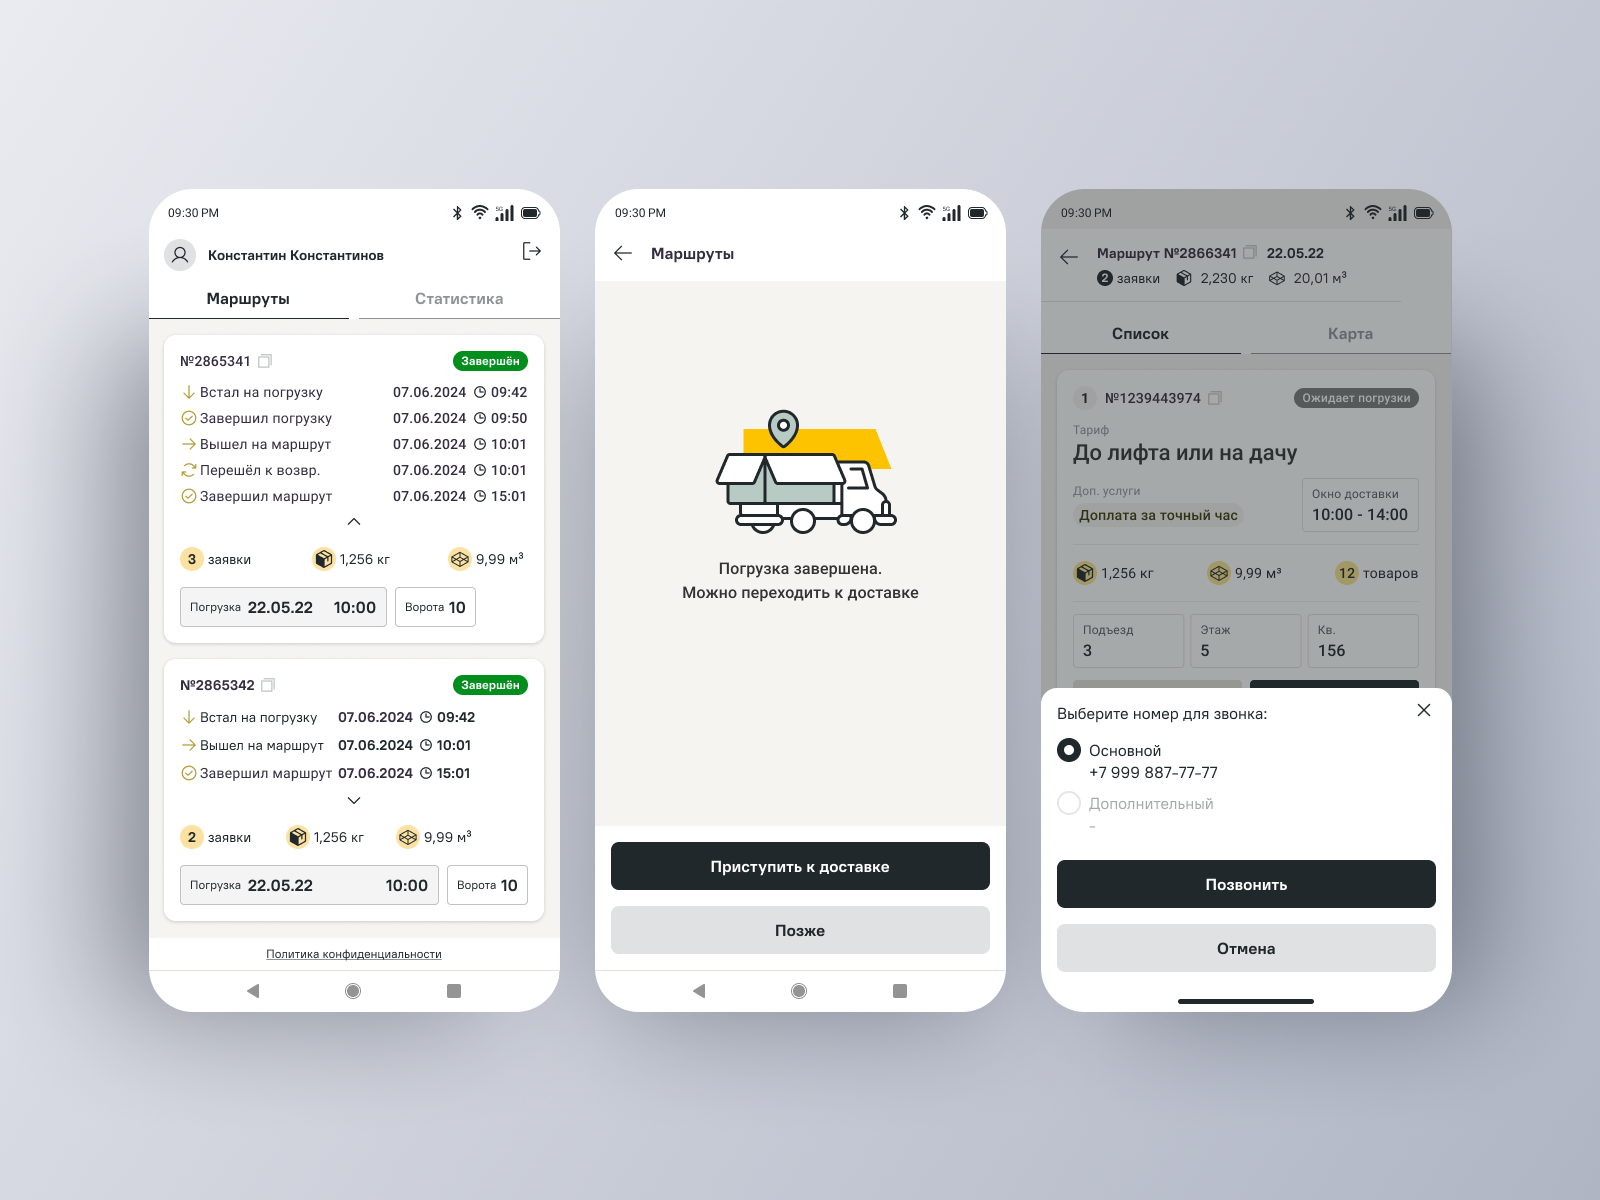 09:30 PM
5G
Константин Константинов
Маршруты
Статистика
№2865341
Завершён
Встал на погрузку 07.06.2024 09:42
Завершил погрузку 07.06.2024 09:50
Вышел на маршрут 07.06.2024 10:01
Перешёл к возвр. 07.06.2024 10:01
Завершил маршрут 07.06.2024 15:01
3 заявки 1,256 кг 9,99 м³
Погрузка 22.05.22 10:00 Ворота 10
№2865342
Завершён
Встал на погрузку 07.06.2024 09:42
Вышел на маршрут 07.06.2024 10:01
Завершил маршрут 07.06.2024 15:01
2 заявки 1,256 кг 9,99 м³
Погрузка 22.05.22 10:00 Ворота 10
Политика конфиденциальности
09:30 PM
5G
Маршруты
Погрузка завершена.
Можно переходить к доставке
Приступить к доставке
Позже
09:30 PM
5G
Маршрут №2866341 22.05.22
2 заявки 2,230 кг 20,01 м³
Список
Карта
1 №1239443974
Ожидает погрузки
Тариф
До лифта или на дачу
Доп. услуги
Доплата за точный час
Окно доставки
10:00 - 14:00
1,256 кг 9,99 м³ 12 товаров
Подъезд
3
Этаж
5
Кв.
156
Выберите номер для звонка:
Основной
+7 999 887-77-77
Дополнительный
–
Позвонить
Отмена